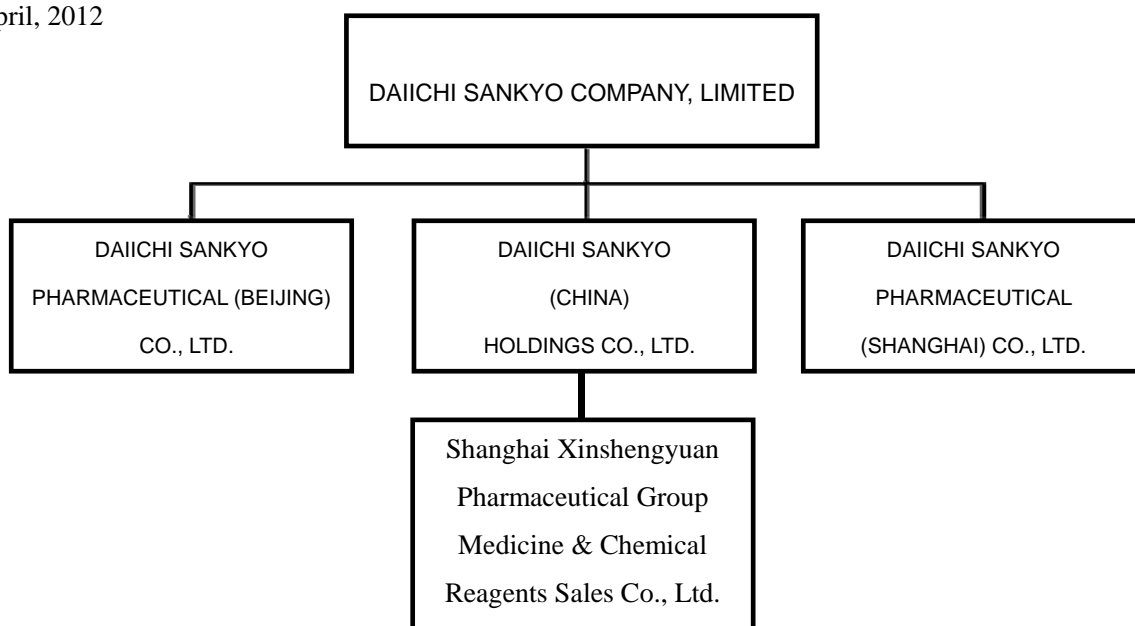 pril, 2012
DAIICHI SANKYO COMPANY, LIMITED
DAIICHI SANKYO
PHARMACEUTICAL (BEIJING)
CO., LTD.
DAIICHI SANKYO
(CHINA)
HOLDINGS CO., LTD.
DAIICHI SANKYO
PHARMACEUTICAL
(SHANGHAI) CO., LTD.
Shanghai Xinshengyuan
Pharmaceutical Group
Medicine & Chemical
Reagents Sales Co., Ltd.